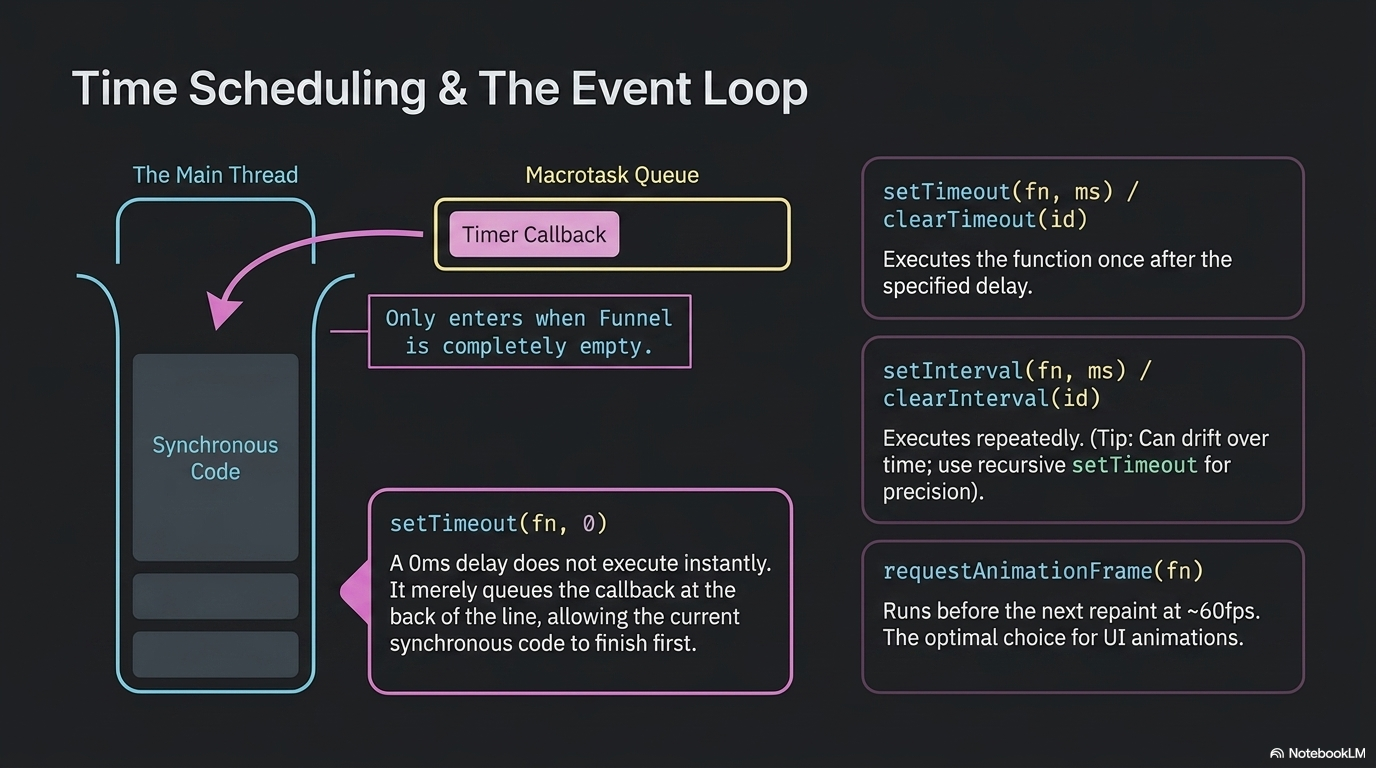 Time Scheduling & The Event Loop
The Main Thread
Macrotask Queue
Timer Callback
Only enters when Funnel
is completely empty.
Synchronous
Code
setTimeout(fn, 0)
A 0ms delay does not execute instantly.
It merely queues the callback at the
back of the line, allowing the current
synchronous code to finish first.
setTimeout(fn, ms) /
clearTimeout(id)
Executes the function once after the
specified delay.
setInterval(fn, ms) /
clearInterval(id)
Executes repeatedly. (Tip: Can drift over
time; use recursive setTimeout for
precision).
requestAnimationFrame(fn)
Runs before the next repaint at ~60fps.
The optimal choice for UI animations.
NotebookLM